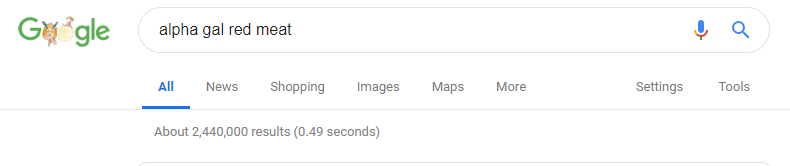 Google alpha gal red meat
All News Shopping Images Maps More Settings Tools
About 2,440,000 results (0.49 seconds)